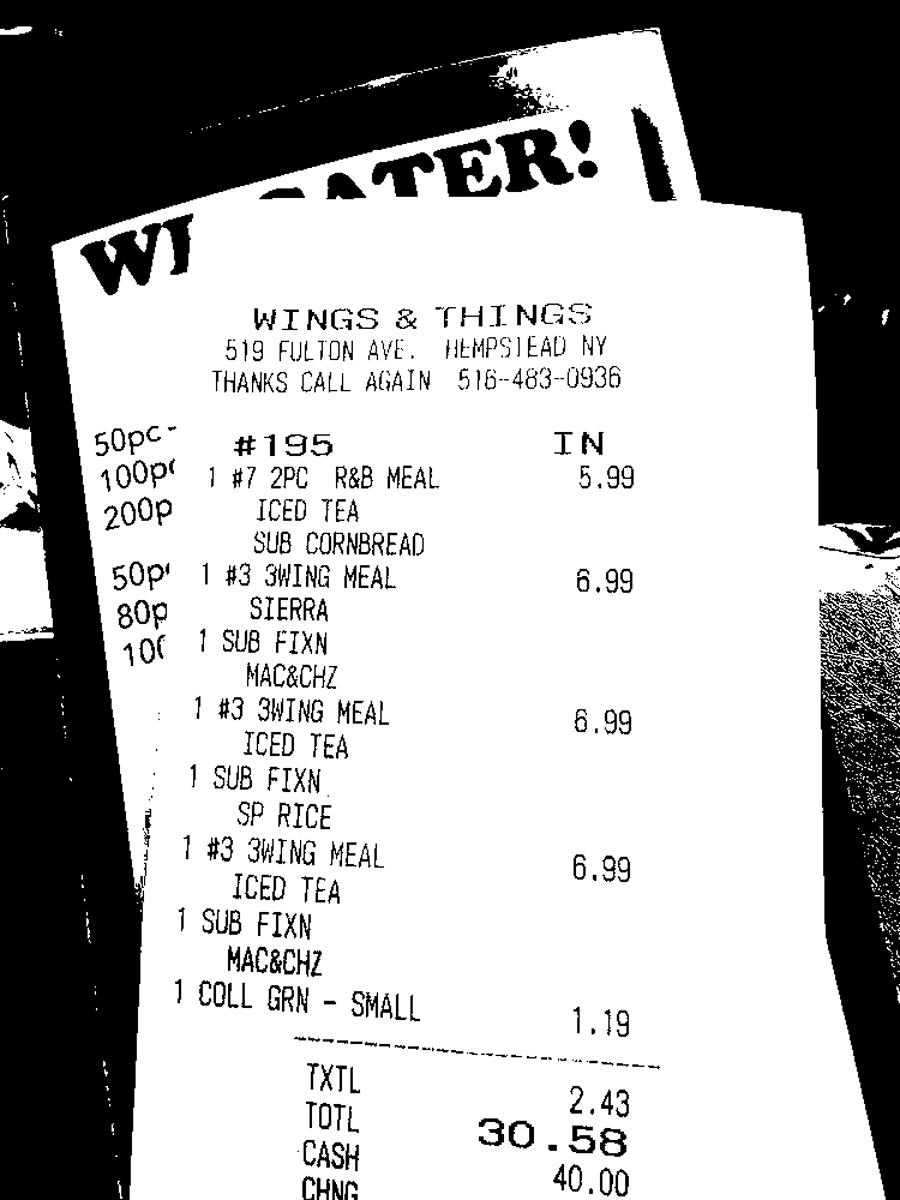 WE CATER!
WINGS & THINGS
519 FULTON AVE. HEMPSTEAD NY
THANKS CALL AGAIN 516-483-0936
50pc-
100pc
200p
50p
80p
100
#195 IN
1 #7 2PC R&B MEAL 5.99
ICED TEA
SUB CORNBREAD
1 #3 3WING MEAL 6.99
SIERRA
1 SUB FIXN
MAC&CHZ
1 #3 3WING MEAL 6.99
ICED TEA
1 SUB FIXN
SP RICE
1 #3 3WING MEAL 6.99
ICED TEA
1 SUB FIXN
MAC&CHZ
1 COLL GRN - SMALL 1.19
TXTL 2.43
TOTL 30.58
CASH 40.00
CHNG